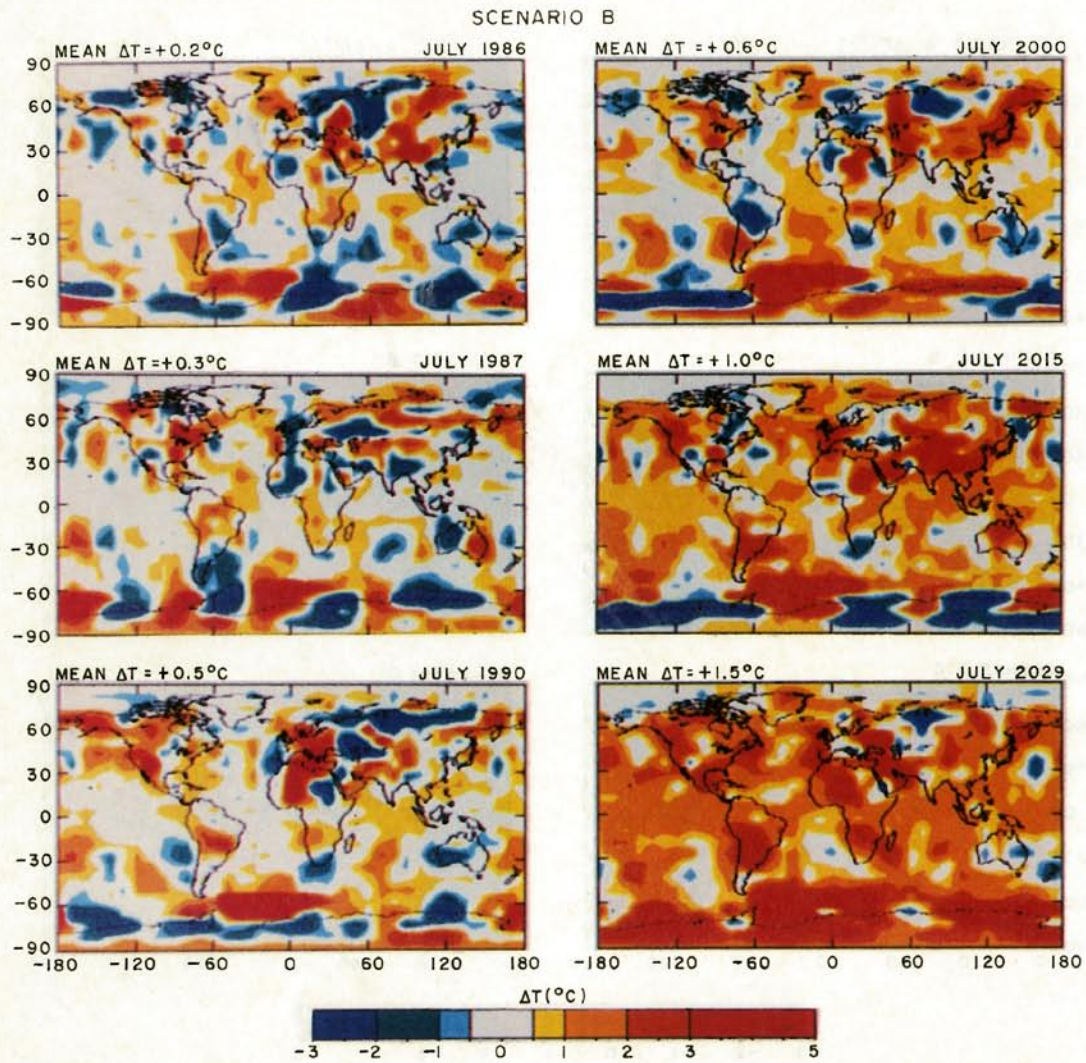 SCENARIO B
MEAN ΔT=+0.2°C JULY 1986
MEAN ΔT=+0.6°C JULY 2000
90
60
30
0
-30
-60
-90
MEAN ΔT=+0.3°C JULY 1987
MEAN ΔT=+1.0°C JULY 2015
90
60
30
0
-30
-60
-90
MEAN ΔT=+0.5°C JULY 1990
MEAN ΔT=+1.5°C JULY 2029
90
60
30
0
-30
-60
-90
-180 -120 -60 0 60 120 180
-180 -120 -60 0 60 120 180
ΔT(°C)
-3 -2 -1 0 1 2 3 5